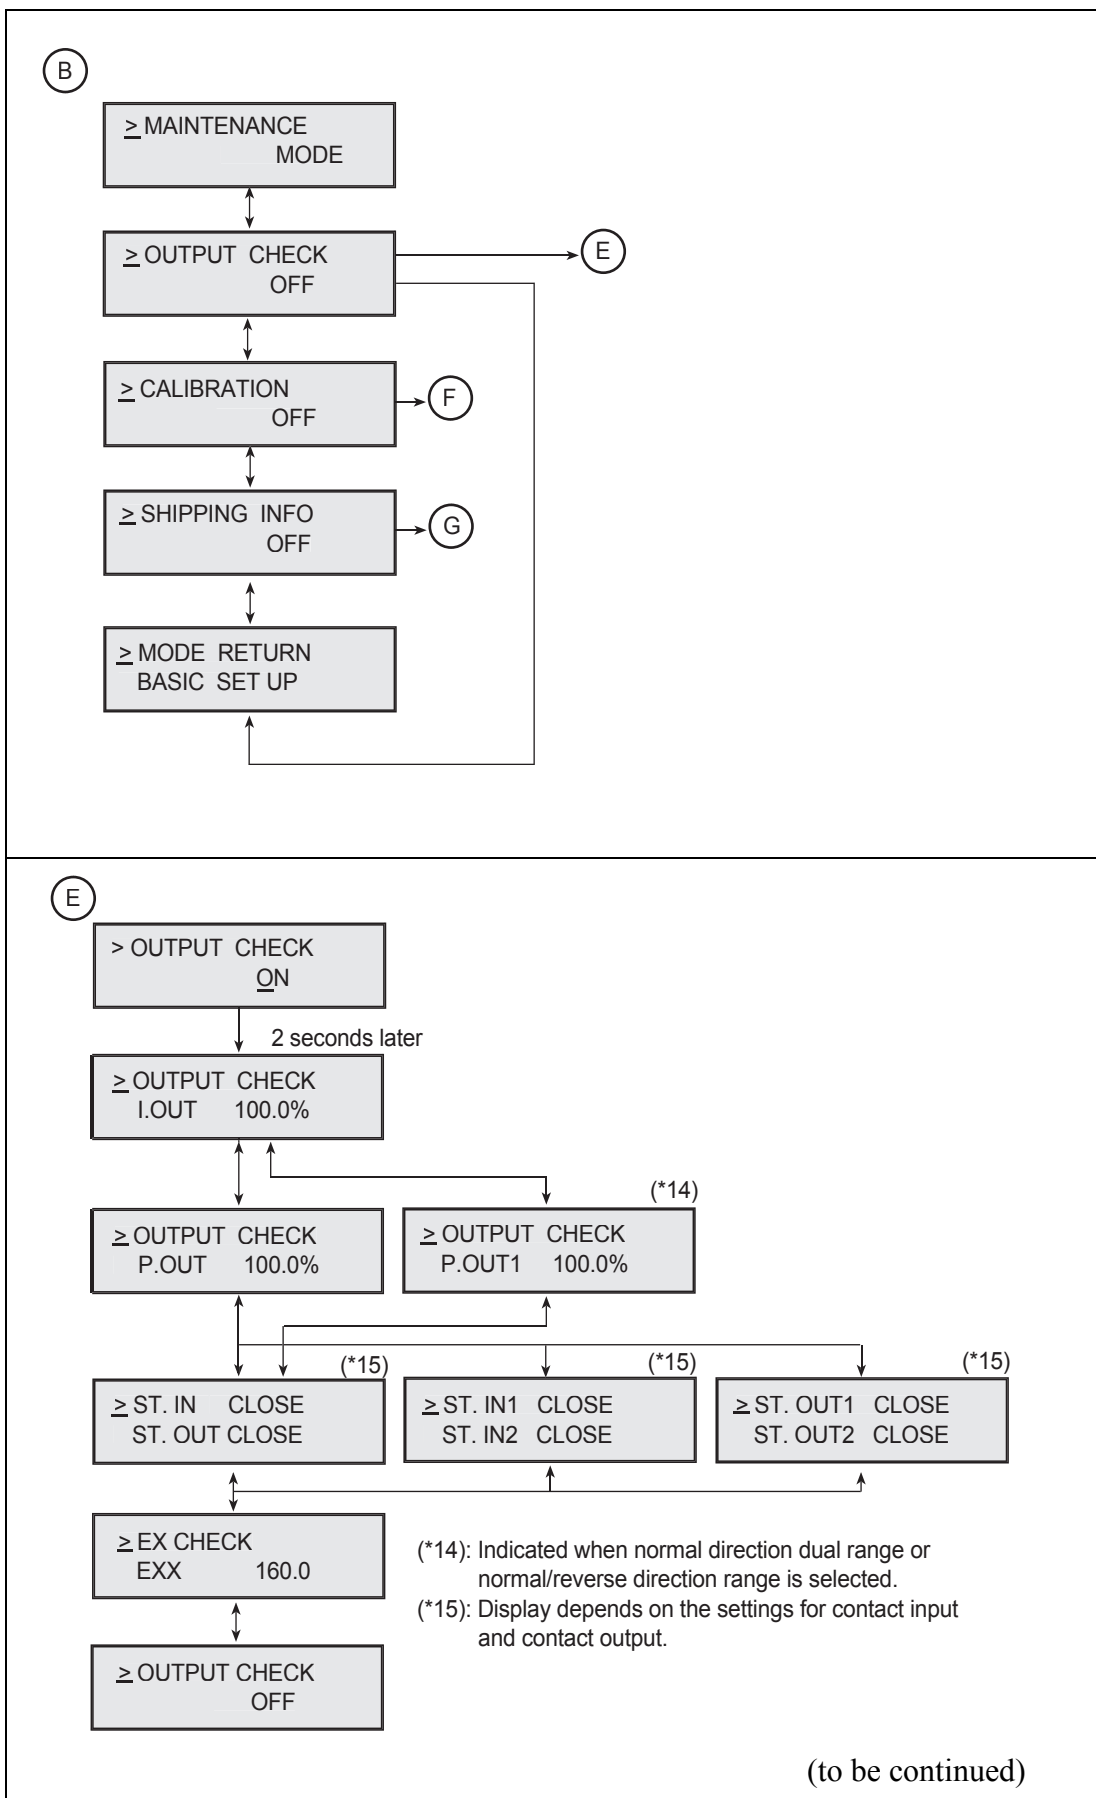 B
> MAINTENANCE
MODE
> OUTPUT CHECK
OFF
E
> CALIBRATION
OFF
F
> SHIPPING INFO
OFF
G
> MODE RETURN
BASIC SET UP
E
> OUTPUT CHECK
ON
2 seconds later
> OUTPUT CHECK
I.OUT 100.0%
> OUTPUT CHECK
P.OUT 100.0%
(*14)
> OUTPUT CHECK
P.OUT1 100.0%
(*15)
> ST. IN CLOSE
ST. OUT CLOSE
(*15)
> ST. IN1 CLOSE
ST. IN2 CLOSE
(*15)
> ST. OUT1 CLOSE
ST. OUT2 CLOSE
> EX CHECK
EXX 160.0
(*14): Indicated when normal direction dual range or
normal/reverse direction range is selected.
(*15): Display depends on the settings for contact input
and contact output.
> OUTPUT CHECK
OFF
(to be continued)